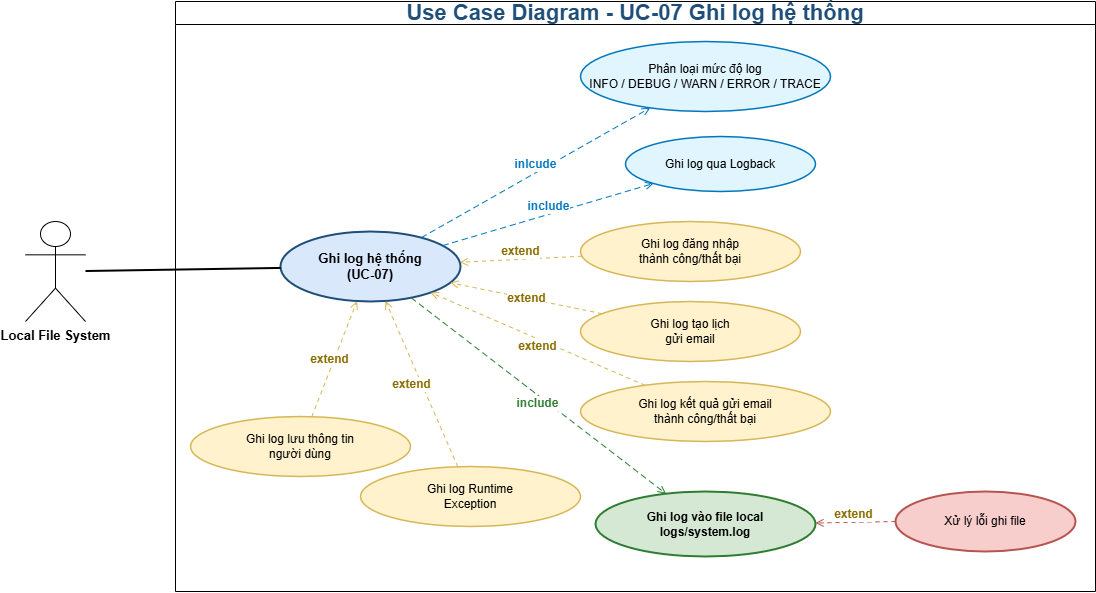 Use Case Diagram - UC-07 Ghi log hệ thống
Phân loại mức độ log
INFO / DEBUG / WARN / ERROR / TRACE
inlcude
Ghi log qua Logback
include
Ghi log hệ thống
(UC-07)
extend
Ghi log đăng nhập
thành công/thất bại
extend
Ghi log tạo lịch
gửi email
extend
Ghi log kết quả gửi email
thành công/thất bại
Local File System
extend
extend
include
Ghi log lưu thông tin
người dùng
Ghi log Runtime
Exception
Ghi log vào file local
logs/system.log
extend
Xử lý lỗi ghi file